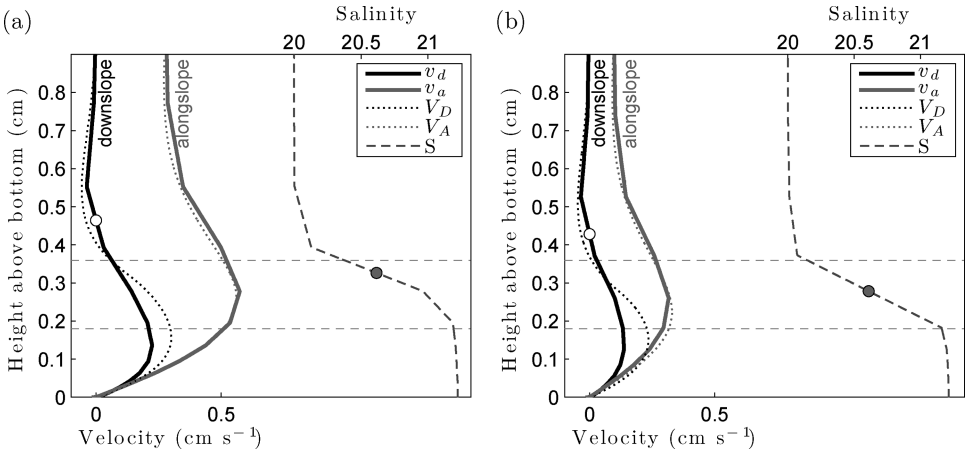 (a)
Salinity
20 20.6 21
0.8
0.7
0.6
0.5
0.4
0.3
0.2
0.1
0
Height above bottom (cm)
downslope
alongslope
v_d
v_a
V_D
V_A
S
0 0.5
Velocity (cm s⁻¹)
(b)
Salinity
20 20.6 21
0.8
0.7
0.6
0.5
0.4
0.3
0.2
0.1
0
Height above bottom (cm)
downslope
alongslope
v_d
v_a
V_D
V_A
S
0 0.5
Velocity (cm s⁻¹)